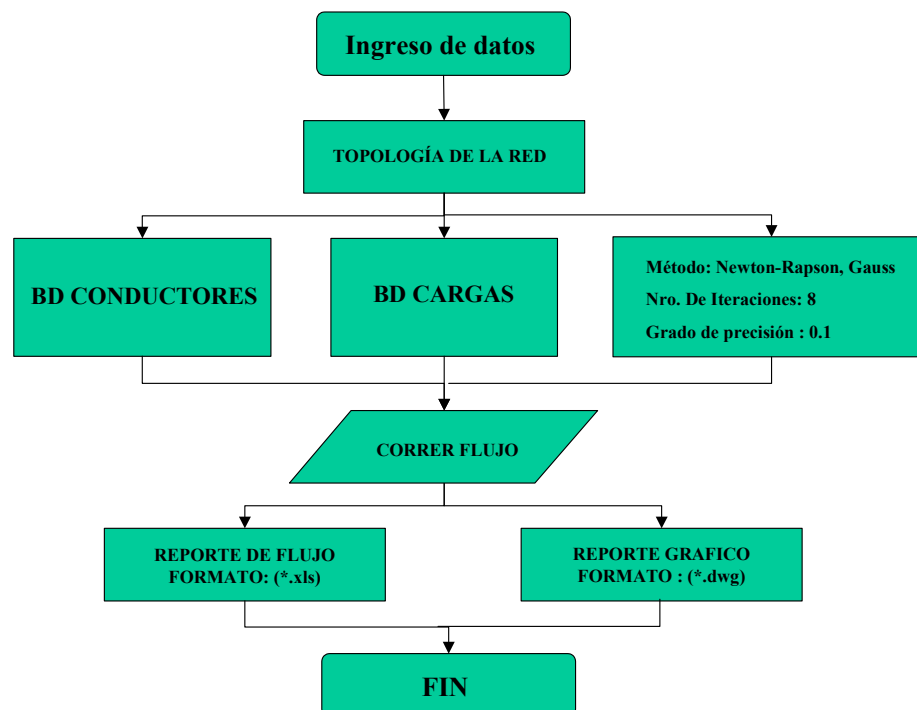 Ingreso de datos
TOPOLOGÍA DE LA RED
BD CONDUCTORES
BD CARGAS
Método: Newton-Rapson, Gauss
Nro. De Iteraciones: 8
Grado de precisión : 0.1
CORRER FLUJO
REPORTE DE FLUJO
FORMATO: (*.xls)
REPORTE GRAFICO
FORMATO : (*.dwg)
FIN